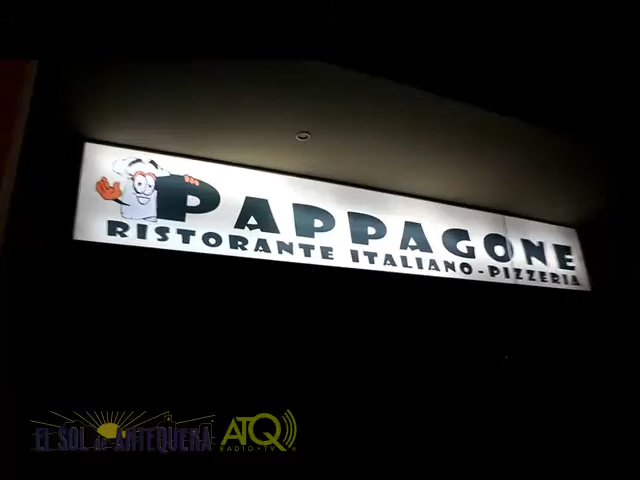 PAPPAGONE
RISTORANTE ITALIANO-PIZZERIA
EL SOL de ANTEQUERA
ATQ
RADIO TV